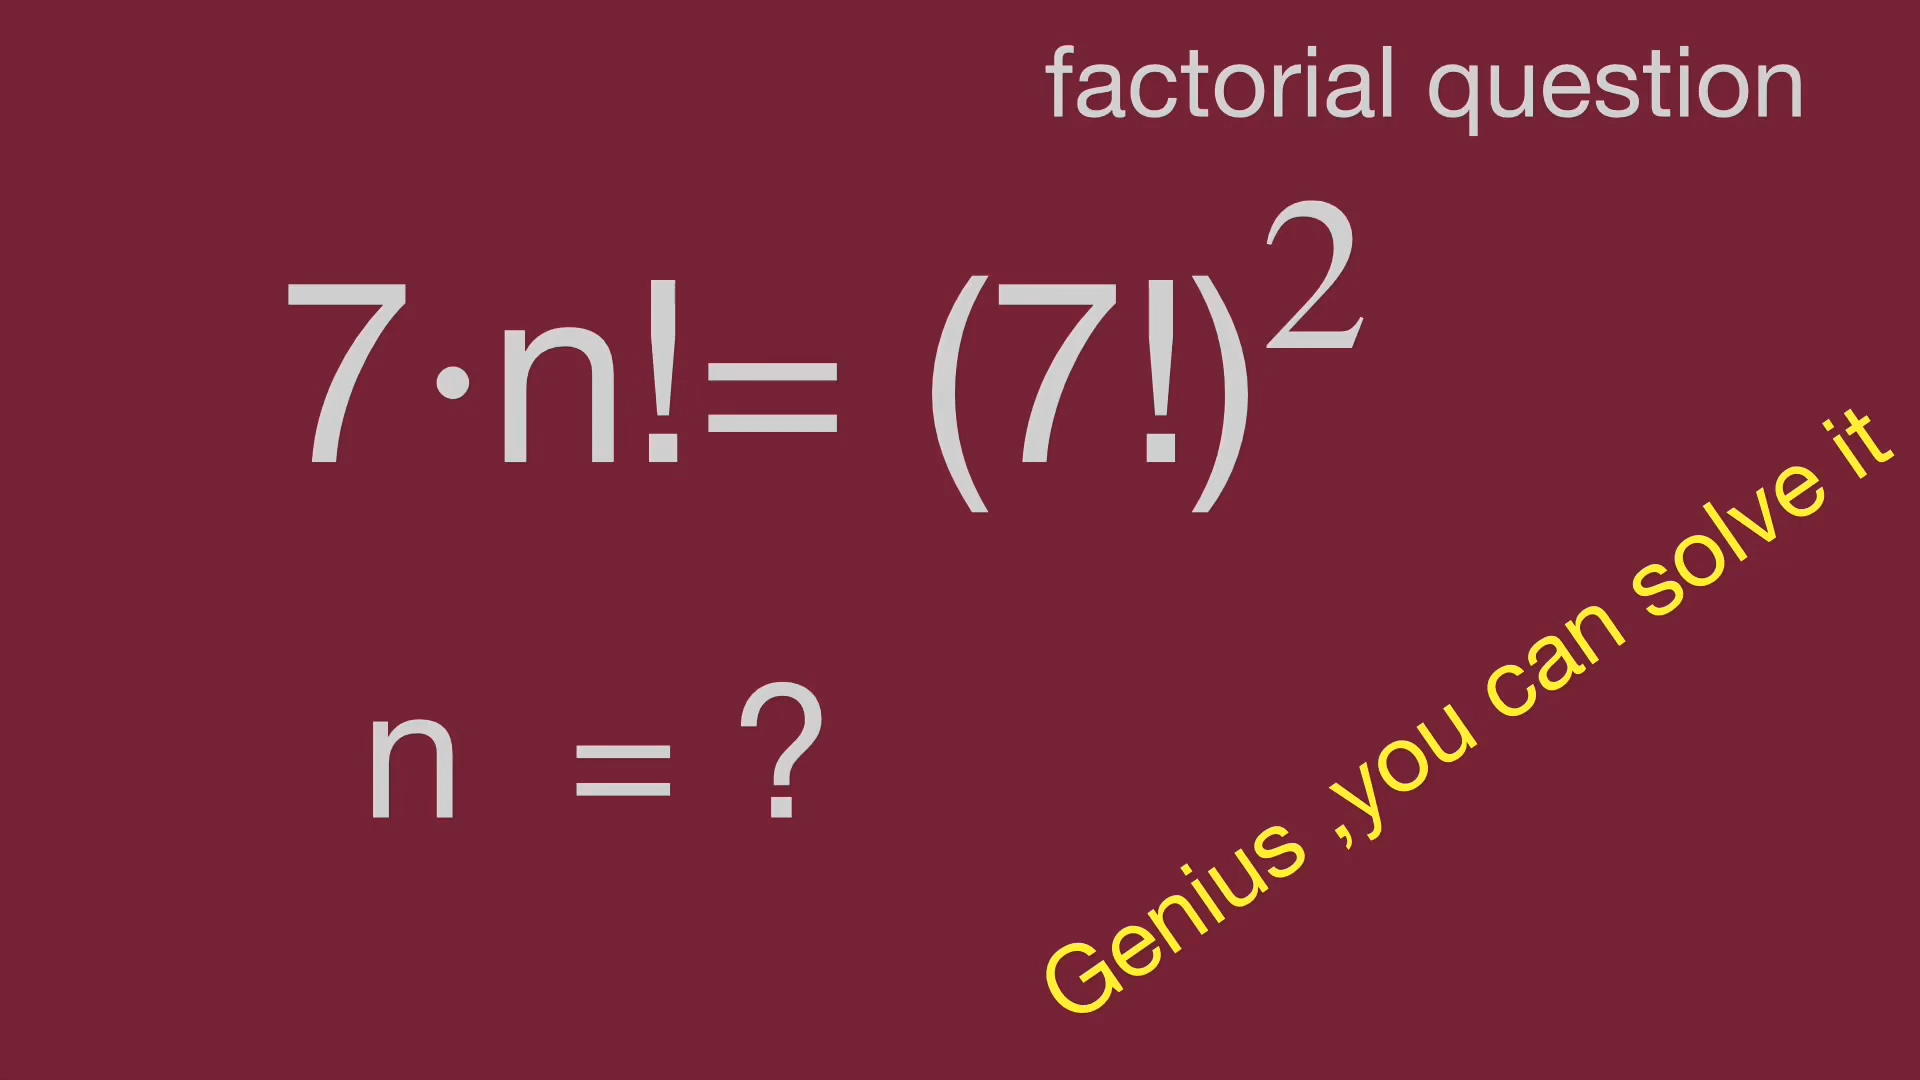 factorial question
7·n!= (7!)²
n = ?
Genius ,you can solve it